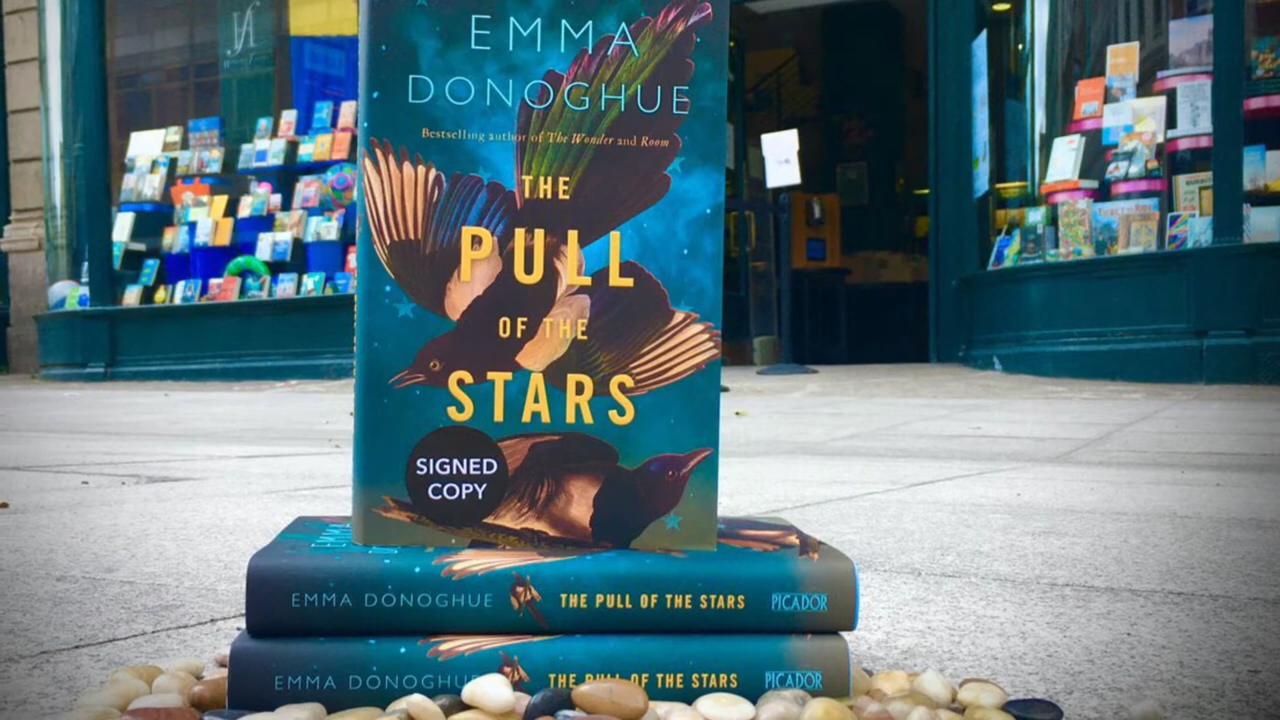 EMMA
DONOGHUE
Bestselling author of The Wonder and Room
THE
PULL
OF THE
STARS
SIGNED
COPY
EMMA DONOGHUE THE PULL OF THE STARS PICADOR
EMMA DONOGHUE THE PULL OF THE STARS PICADOR